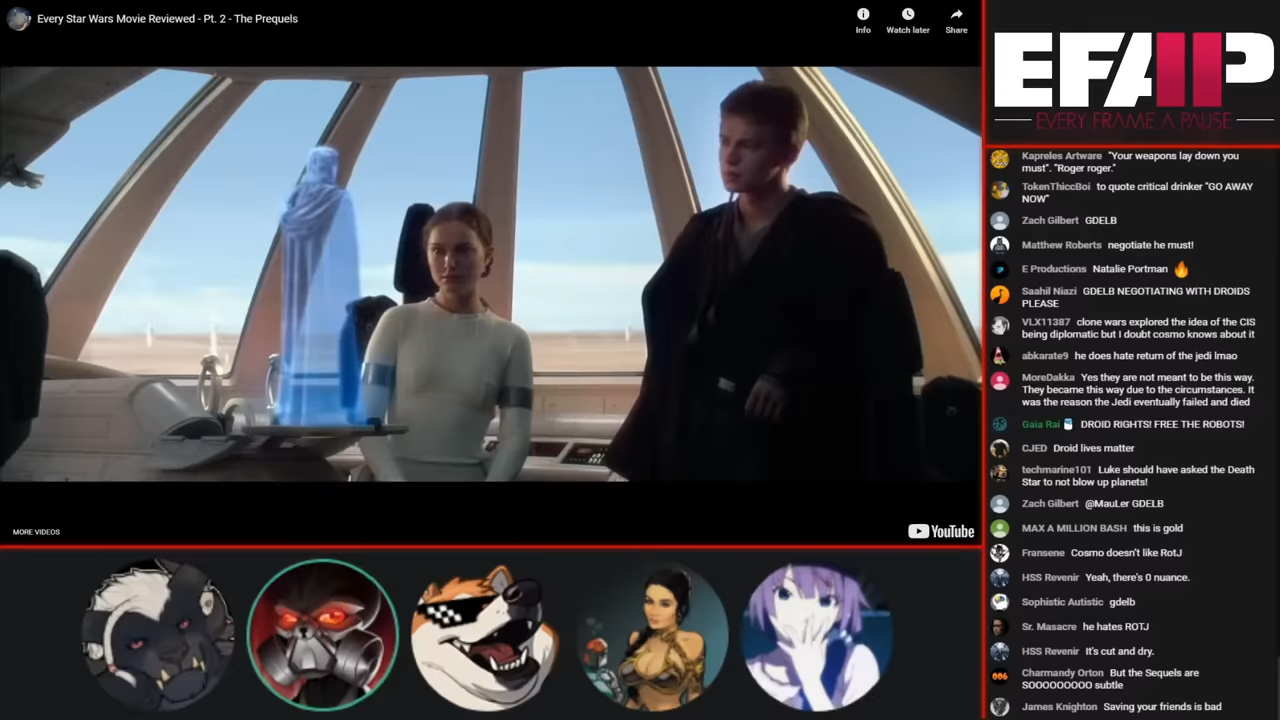 Every Star Wars Movie Reviewed - Pt. 2 - The Prequels
Info
Watch later
Share
MORE VIDEOS
YouTube
EFAP
EVERY FRAME A PAUSE
Kapreles Artware "Your weapons lay down you
must". "Roger roger."
TokenThiccBoi to quote critical drinker "GO AWAY
NOW"
Zach Gilbert GDELB
Matthew Roberts negotiate he must!
E Productions Natalie Portman 🔥
Saahil Niazi GDELB NEGOTIATING WITH DROIDS
PLEASE
VLX11387 clone wars explored the idea of the CIS
being diplomatic but I doubt cosmo knows about it
abkarate9 he does hate return of the jedi lmao
MoreDakka Yes they are not meant to be this way.
They became this way due to the circumstances. It
was the reason the Jedi eventually failed and died
Gaia Rai DROID RIGHTS! FREE THE ROBOTS!
CJED Droid lives matter
techmarine101 Luke should have asked the Death
Star to not blow up planets!
Zach Gilbert @MauLer GDELB
MAX A MILLION BASH this is gold
Fransene Cosmo doesn't like RotJ
HSS Revenir Yeah, there's 0 nuance.
Sophistic Autistic gdelb
Sr. Masacre he hates ROTJ
HSS Revenir It's cut and dry.
Charmandy Orton But the Sequels are
SOOOOOOOOO subtle
James Knighton Saving your friends is bad